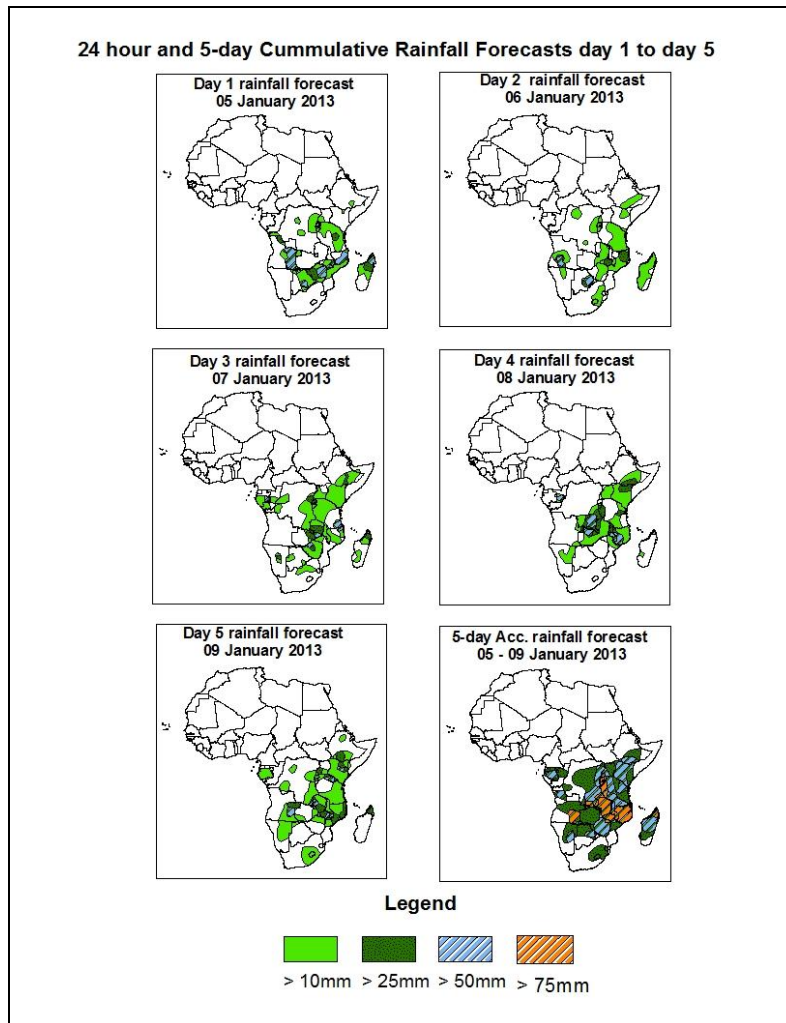 24 hour and 5-day Cummulative Rainfall Forecasts day 1 to day 5
Day 1 rainfall forecast
05 January 2013
Day 2 rainfall forecast
06 January 2013
Day 3 rainfall forecast
07 January 2013
Day 4 rainfall forecast
08 January 2013
Day 5 rainfall forecast
09 January 2013
5-day Acc. rainfall forecast
05 - 09 January 2013
Legend
> 10mm > 25mm > 50mm > 75mm